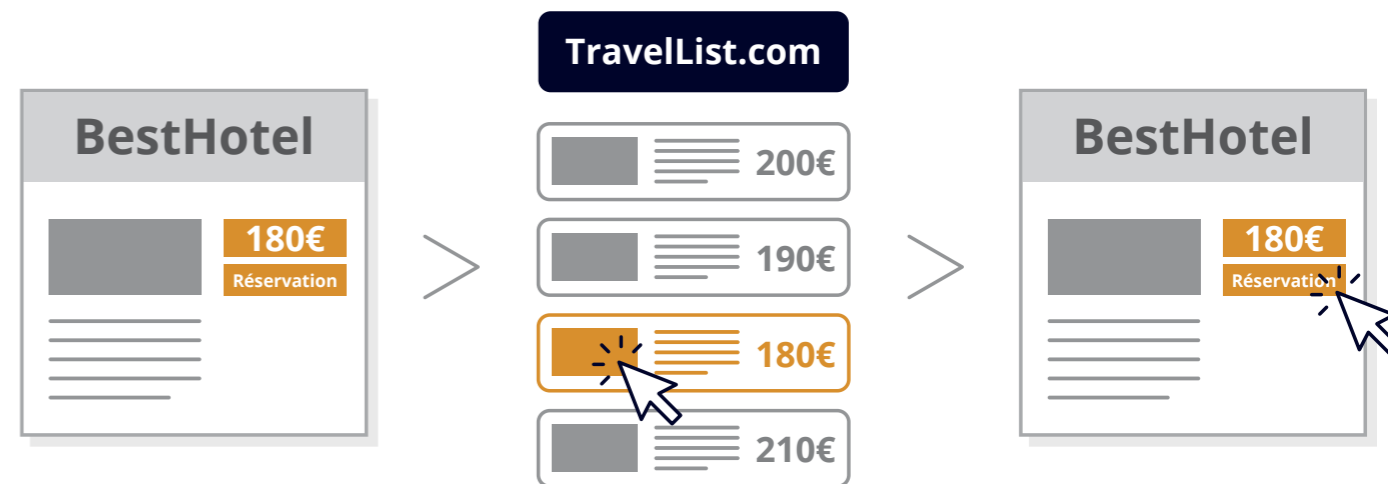 BestHotel
180€
Réservation
TravelList.com
200€
190€
180€
210€
BestHotel
180€
Réservation